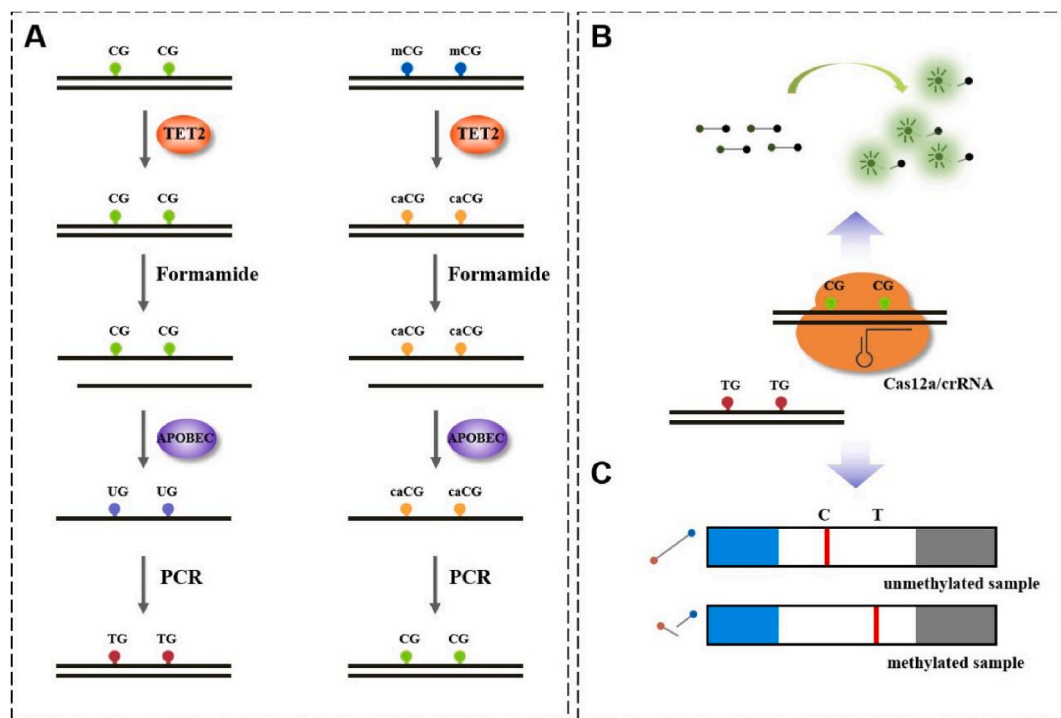 A
CG CG
mCG mCG
TET2
TET2
CG CG
caCG caCG
Formamide
Formamide
CG CG
caCG caCG
APOBEC
APOBEC
UG UG
caCG caCG
PCR
PCR
TG TG
CG CG
B
CG CG
Cas12a/crRNA
TG TG
C
C T
unmethylated sample
methylated sample